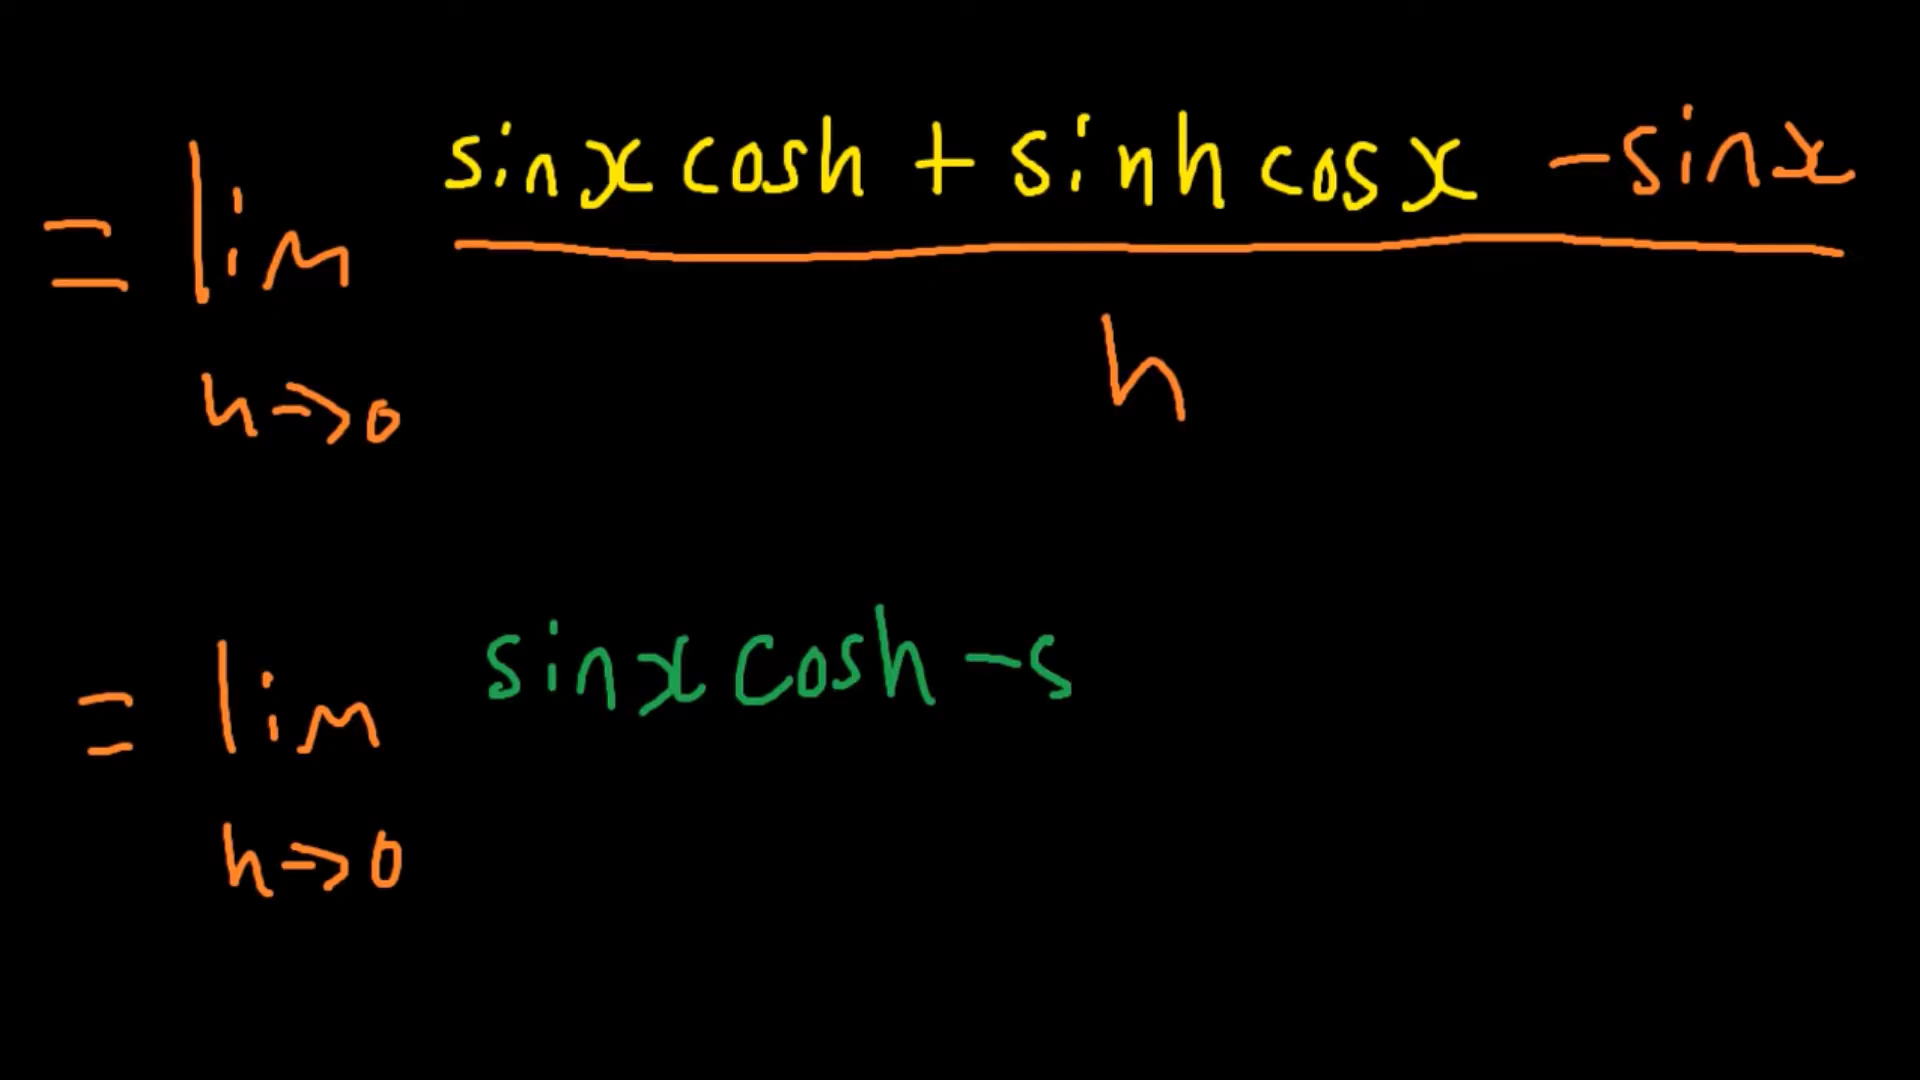 sinx cosh + sinh cosx - sinx
= lim
h
h->0
sinx cosh - s
= lim
h->0